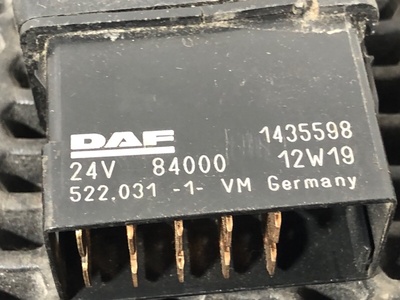 DAF 1435598
24V 84000 12W19
522.031 -1- VM Germany